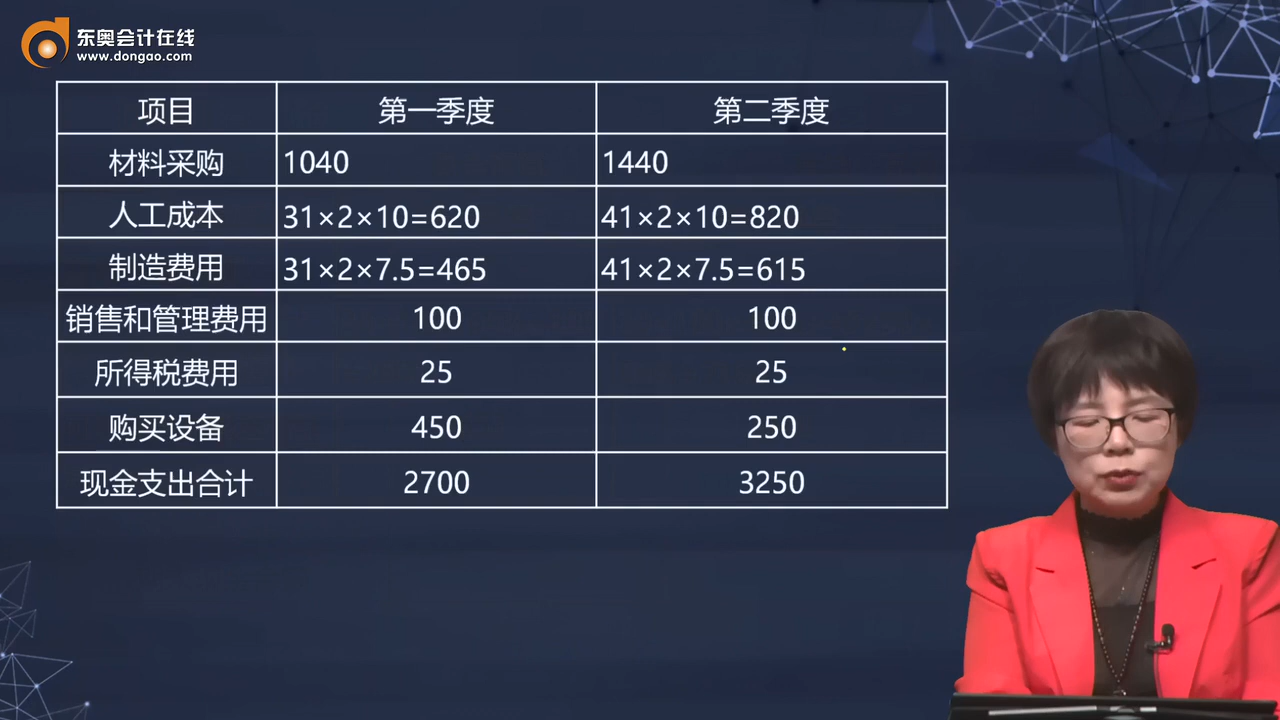 东奥会计在线
www.dongao.com
项目 第一季度 第二季度
材料采购 1040 1440
人工成本 31×2×10=620 41×2×10=820
制造费用 31×2×7.5=465 41×2×7.5=615
销售和管理费用 100 100
所得税费用 25 25
购买设备 450 250
现金支出合计 2700 3250